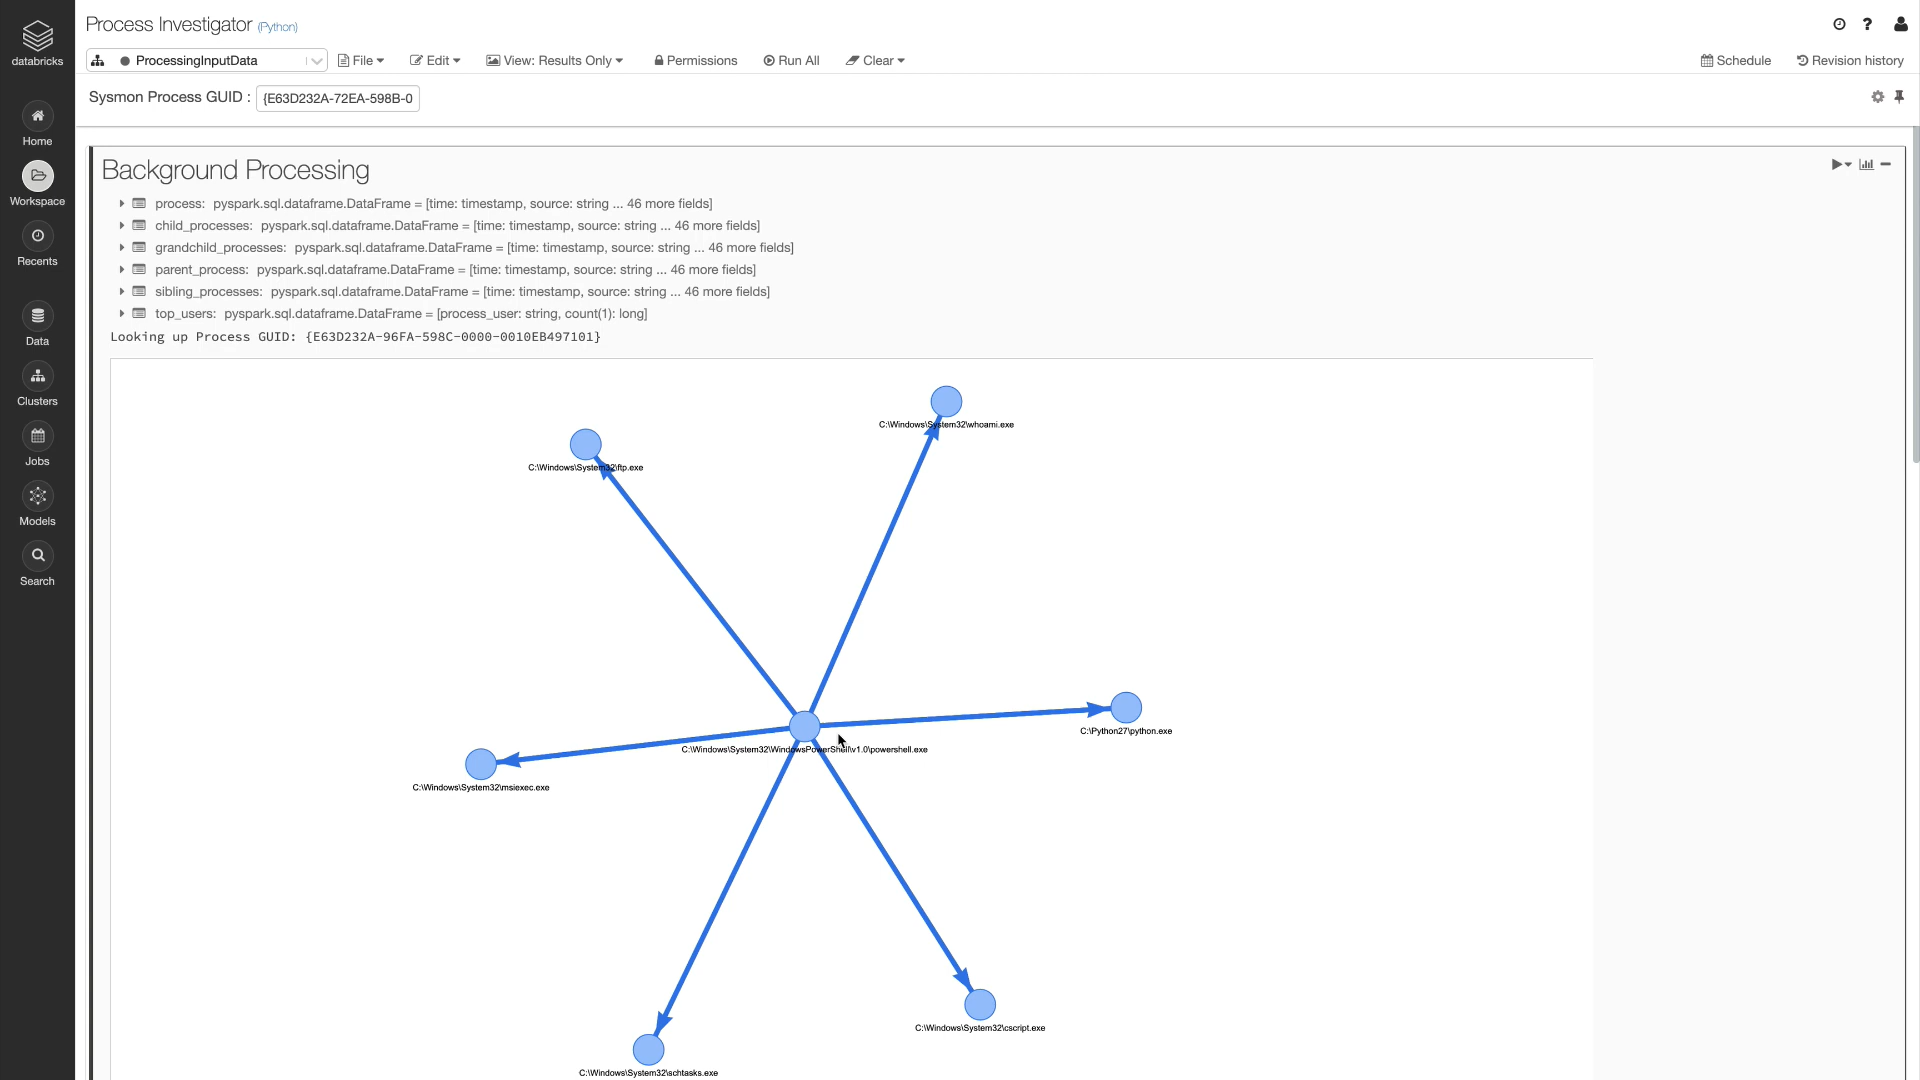 Process Investigator (Python)
databricks
ProcessingInputData
File
Edit
View: Results Only
Permissions
Run All
Clear
Schedule
Revision history
Sysmon Process GUID :
{E63D232A-72EA-598B-0
Home
Workspace
Recents
Data
Clusters
Jobs
Models
Search
Background Processing
process: pyspark.sql.dataframe.DataFrame = [time: timestamp, source: string ... 46 more fields]
child_processes: pyspark.sql.dataframe.DataFrame = [time: timestamp, source: string ... 46 more fields]
grandchild_processes: pyspark.sql.dataframe.DataFrame = [time: timestamp, source: string ... 46 more fields]
parent_process: pyspark.sql.dataframe.DataFrame = [time: timestamp, source: string ... 46 more fields]
sibling_processes: pyspark.sql.dataframe.DataFrame = [time: timestamp, source: string ... 46 more fields]
top_users: pyspark.sql.dataframe.DataFrame = [process_user: string, count(1): long]
Looking up Process GUID: {E63D232A-96FA-598C-0000-0010EB497101}
C:\Windows\System32\whoami.exe
C:\Windows\System32\ftp.exe
C:\Python27\python.exe
C:\Windows\System32\WindowsPowerShell\v1.0\powershell.exe
C:\Windows\System32\msiexec.exe
C:\Windows\System32\cscript.exe
C:\Windows\System32\schtasks.exe